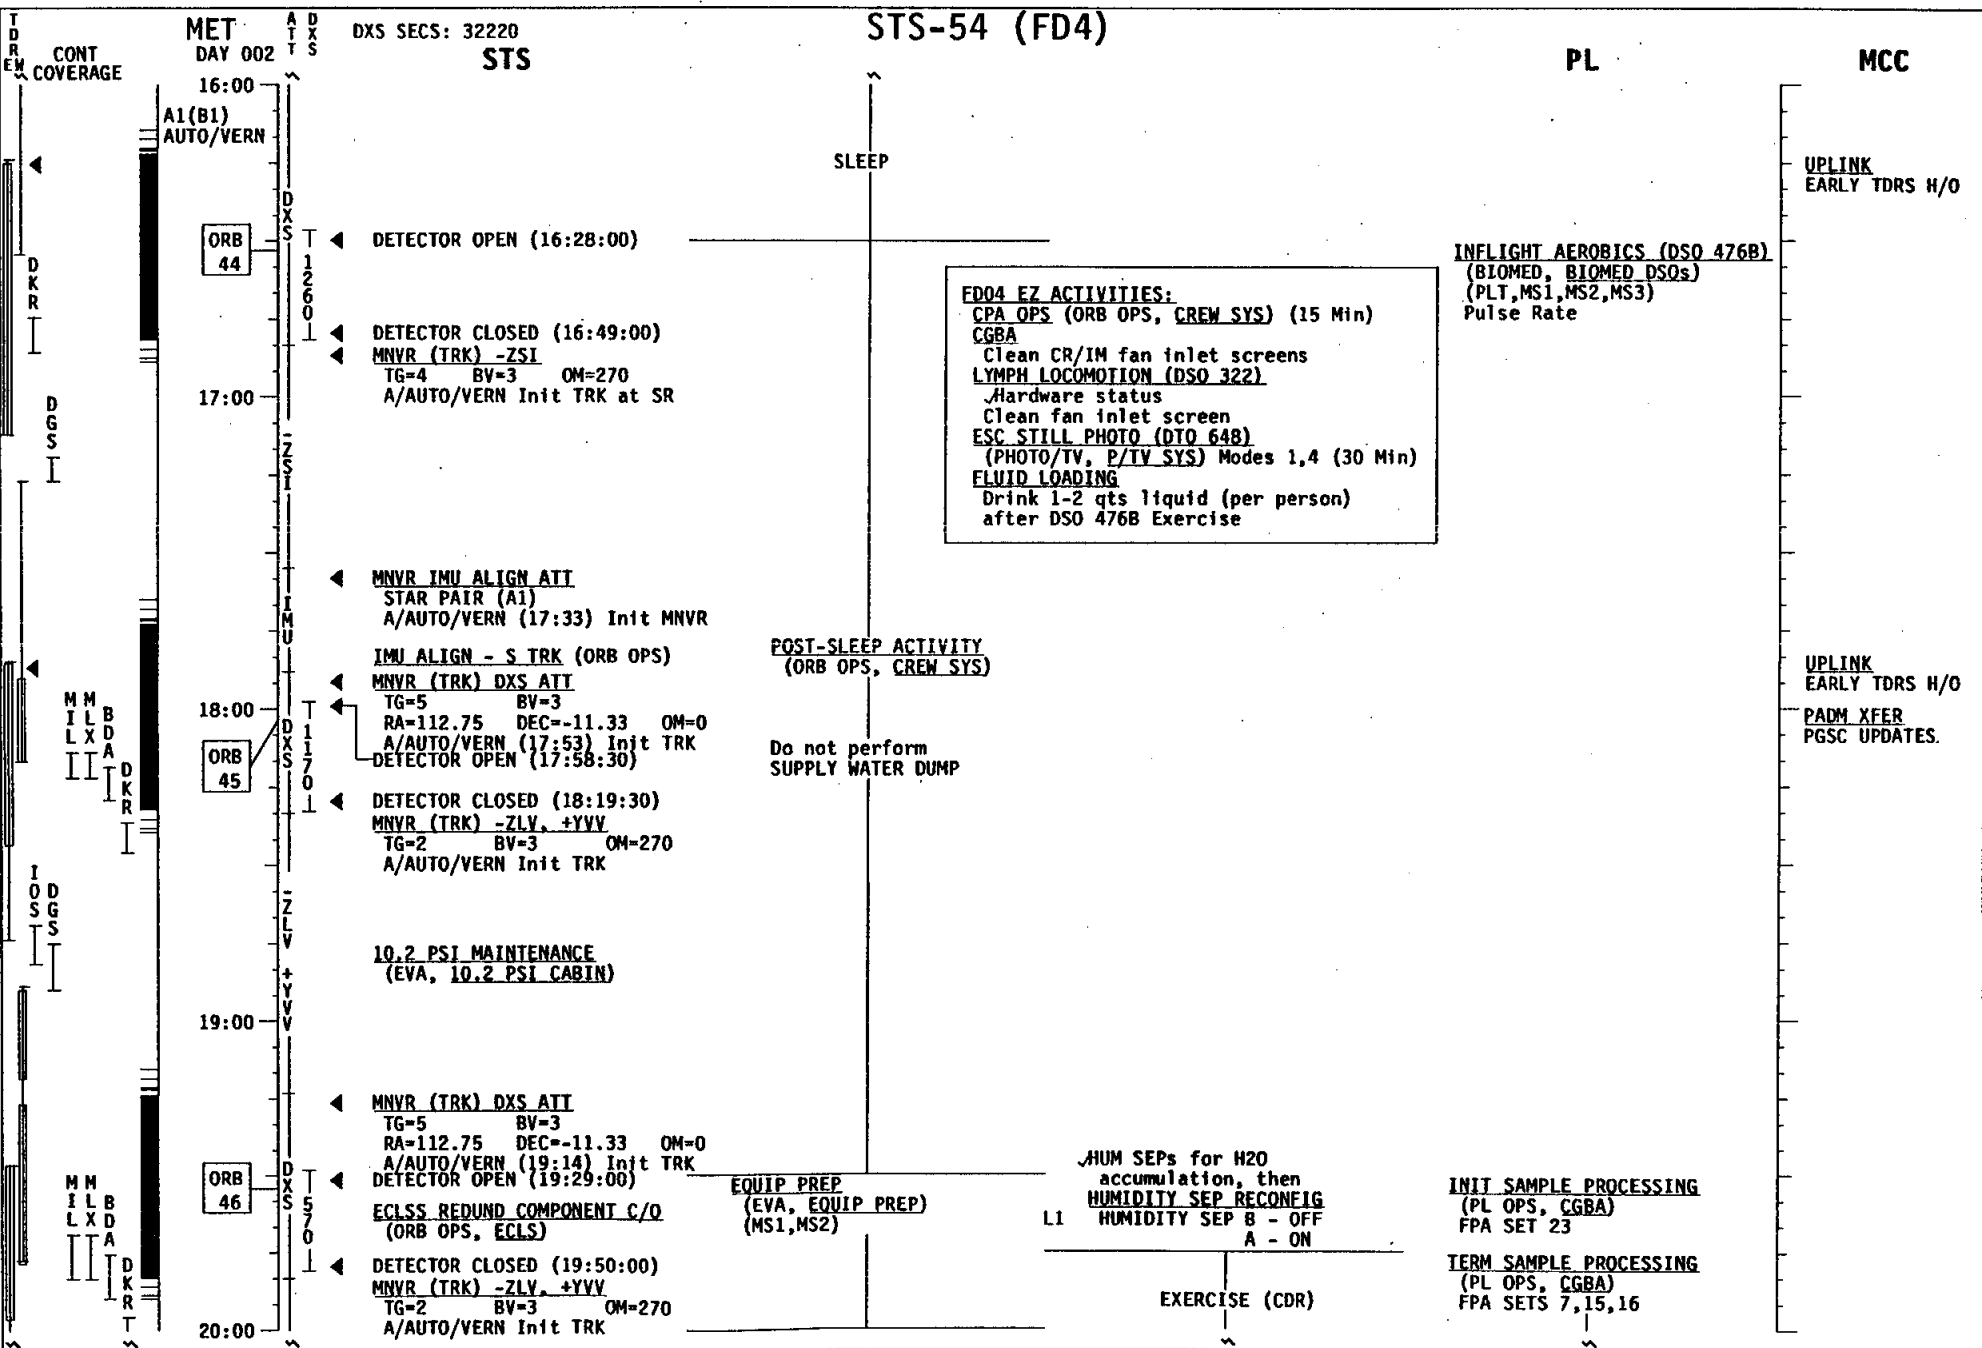 STS-54 (FD4)
TDRE W
CONT
COVERAGE
MET
DAY 002
ATT
DXS
DXS SECS: 32220
STS
PL
MCC
16:00
A1(B1)
AUTO/VERN
SLEEP
UPLINK
EARLY TDRS H/O
DXS
ORB
44
DETECTOR OPEN (16:28:00)
1260
DKR
INFLIGHT AEROBICS (DSO 476B)
(BIOMED, BIOMED DSOs)
(PLT,MS1,MS2,MS3)
Pulse Rate
FD04 EZ ACTIVITIES:
CPA OPS (ORB OPS, CREW SYS) (15 Min)
CGBA
Clean CR/IM fan inlet screens
LYMPH LOCOMOTION (DSO 322)
√Hardware status
Clean fan inlet screen
ESC STILL PHOTO (DTO 648)
(PHOTO/TV, P/TV SYS) Modes 1,4 (30 Min)
FLUID LOADING
Drink 1-2 qts liquid (per person)
after DSO 476B Exercise
DETECTOR CLOSED (16:49:00)
MNVR (TRK) -ZSI
TG=4 BV=3 OM=270
A/AUTO/VERN Init TRK at SR
17:00
DGS
-ZSI
MNVR IMU ALIGN ATT
STAR PAIR (A1)
A/AUTO/VERN (17:33) Init MNVR
IMU
IMU ALIGN - S TRK (ORB OPS)
POST-SLEEP ACTIVITY
(ORB OPS, CREW SYS)
UPLINK
EARLY TDRS H/O
MNVR (TRK) DXS ATT
TG=5 BV=3
RA=112.75 DEC=-11.33 OM=0
A/AUTO/VERN (17:53) Init TRK
DETECTOR OPEN (17:58:30)
18:00
MIL
MLX
BDA
DKR
ORB
45
DXS
1170
Do not perform
SUPPLY WATER DUMP
PADM XFER
PGSC UPDATES.
DETECTOR CLOSED (18:19:30)
MNVR (TRK) -ZLV, +YVV
TG=2 BV=3 OM=270
A/AUTO/VERN Init TRK
IOS
DGS
-ZLV +YVV
10.2 PSI MAINTENANCE
(EVA, 10.2 PSI CABIN)
19:00
MNVR (TRK) DXS ATT
TG=5 BV=3
RA=112.75 DEC=-11.33 OM=0
A/AUTO/VERN (19:14) Init TRK
DETECTOR OPEN (19:29:00)
ORB
46
DXS
570
MIL
MLX
BDA
DKR
ECLSS REDUND COMPONENT C/O
(ORB OPS, ECLS)
EQUIP PREP
(EVA, EQUIP PREP)
(MS1,MS2)
√HUM SEPs for H2O
accumulation, then
HUMIDITY SEP RECONFIG
L1 HUMIDITY SEP B - OFF
A - ON
INIT SAMPLE PROCESSING
(PL OPS, CGBA)
FPA SET 23
DETECTOR CLOSED (19:50:00)
MNVR (TRK) -ZLV, +YVV
TG=2 BV=3 OM=270
A/AUTO/VERN Init TRK
EXERCISE (CDR)
TERM SAMPLE PROCESSING
(PL OPS, CGBA)
FPA SETS 7,15,16
20:00